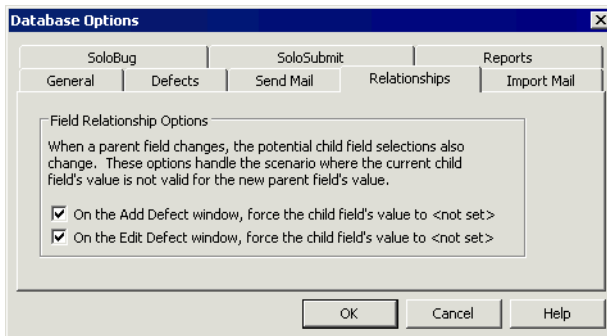 Database Options
SoloBug SoloSubmit Reports
General Defects Send Mail Relationships Import Mail
Field Relationship Options
When a parent field changes, the potential child field selections also
change. These options handle the scenario where the current child
field's value is not valid for the new parent field's value.
On the Add Defect window, force the child field's value to <not set>
On the Edit Defect window, force the child field's value to <not set>
OK Cancel Help